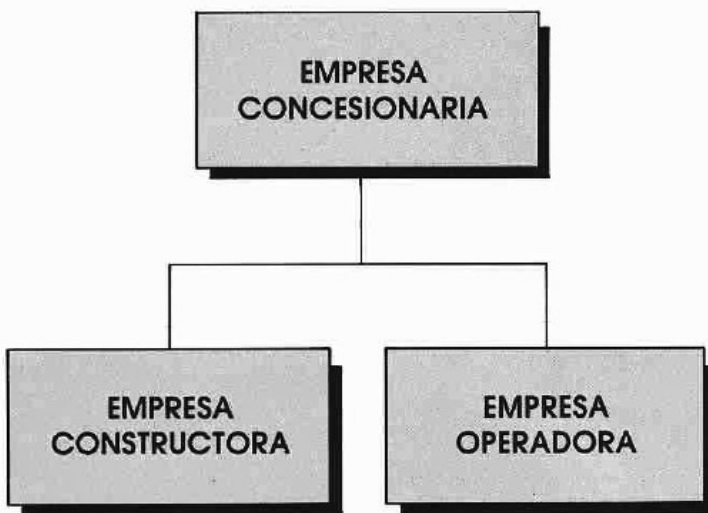 EMPRESA
CONCESIONARIA
EMPRESA
CONSTRUCTORA
EMPRESA
OPERADORA